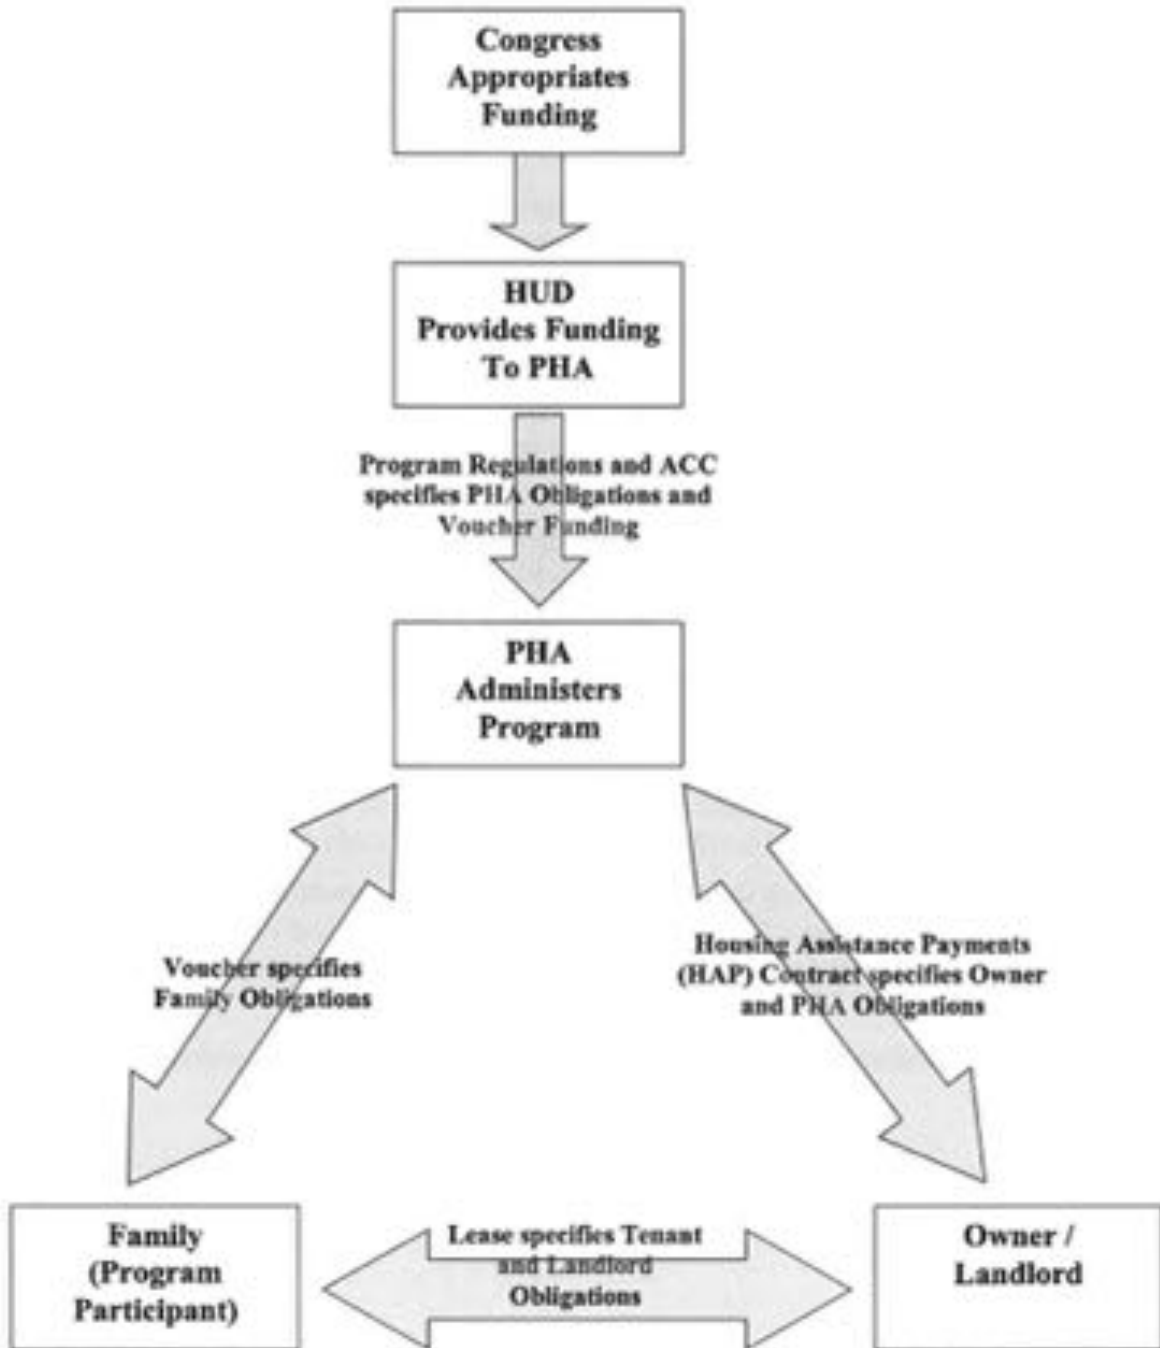 Congress
Appropriates
Funding
HUD
Provides Funding
To PHA
Program Regulations and ACC
specifies PHA Obligations and
Voucher Funding
PHA
Administers
Program
Voucher specifies
Family Obligations
Housing Assistance Payments
(HAP) Contract specifies Owner
and PHA Obligations
Family
(Program
Participant)
Lease specifies Tenant
and Landlord
Obligations
Owner /
Landlord